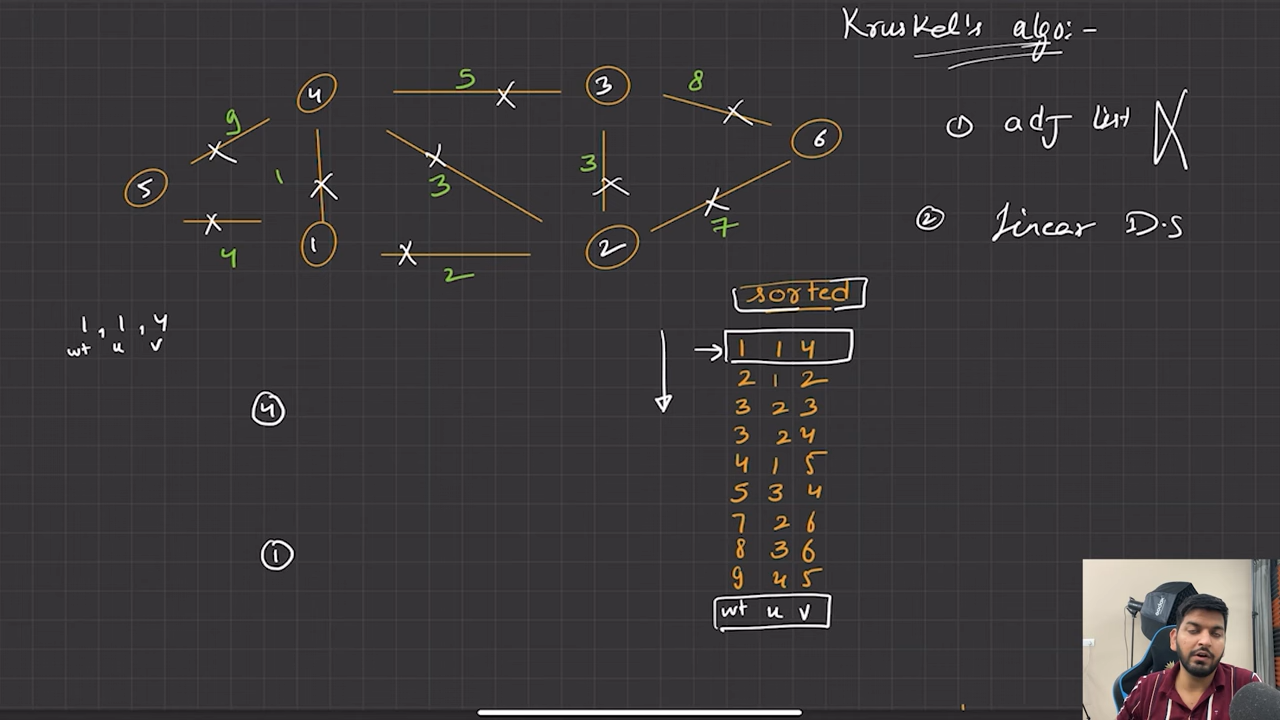 Kruskel's algo:-
① adj list
② linear D.S
5
8
9
4
3
6
1
3
3
5
4
1
2
2
7
sorted
1 1 4
2 1 2
3 2 3
3 2 4
4 1 5
5 3 4
7 2 6
8 3 6
9 4 5
wt u v
1, 1, 4
wt u v
4
1